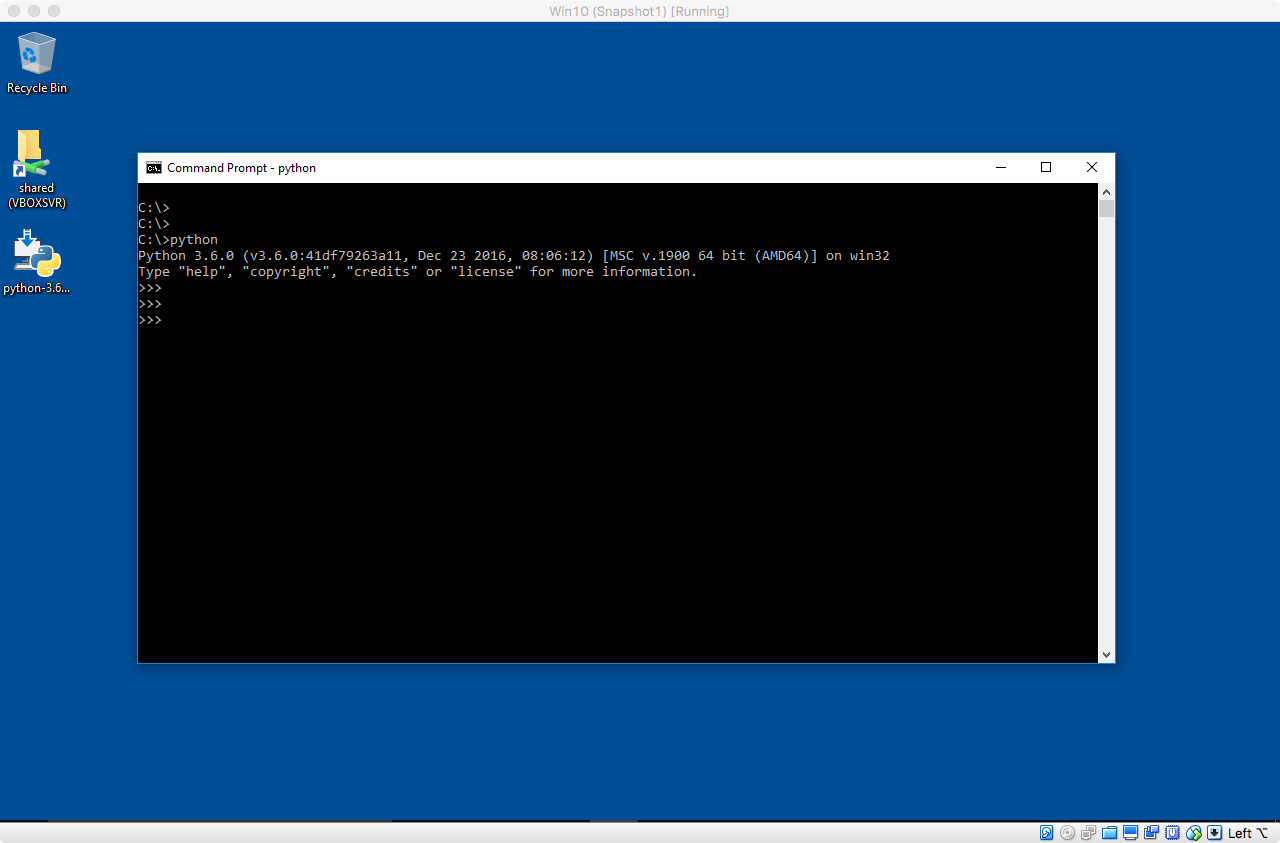 Win10 (Snapshot1) [Running]
Recycle Bin
shared
(VBOXSVR)
python-3.6...
Command Prompt - python
C:\>
C:\>
C:\>python
Python 3.6.0 (v3.6.0:41df79263a11, Dec 23 2016, 08:06:12) [MSC v.1900 64 bit (AMD64)] on win32
Type "help", "copyright", "credits" or "license" for more information.
>>>
>>>
>>>
Left ⌥